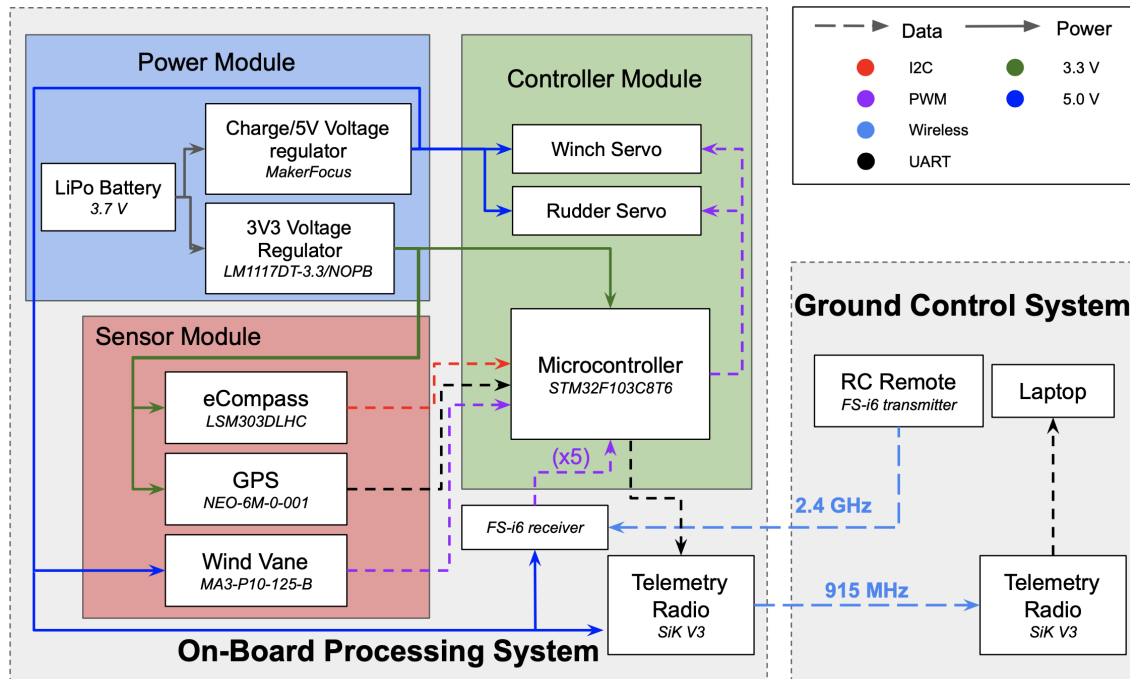 Power Module
Charge/5V Voltage
regulator
MakerFocus
LiPo Battery
3.7 V
3V3 Voltage
Regulator
LM1117DT-3.3/NOPB
Controller Module
Winch Servo
Rudder Servo
Microcontroller
STM32F103C8T6
(x5)
Sensor Module
eCompass
LSM303DLHC
GPS
NEO-6M-0-001
Wind Vane
MA3-P10-125-B
FS-i6 receiver
Telemetry
Radio
SiK V3
On-Board Processing System
Data
Power
I2C
3.3 V
PWM
5.0 V
Wireless
UART
Ground Control System
RC Remote
FS-i6 transmitter
Laptop
2.4 GHz
915 MHz
Telemetry
Radio
SiK V3